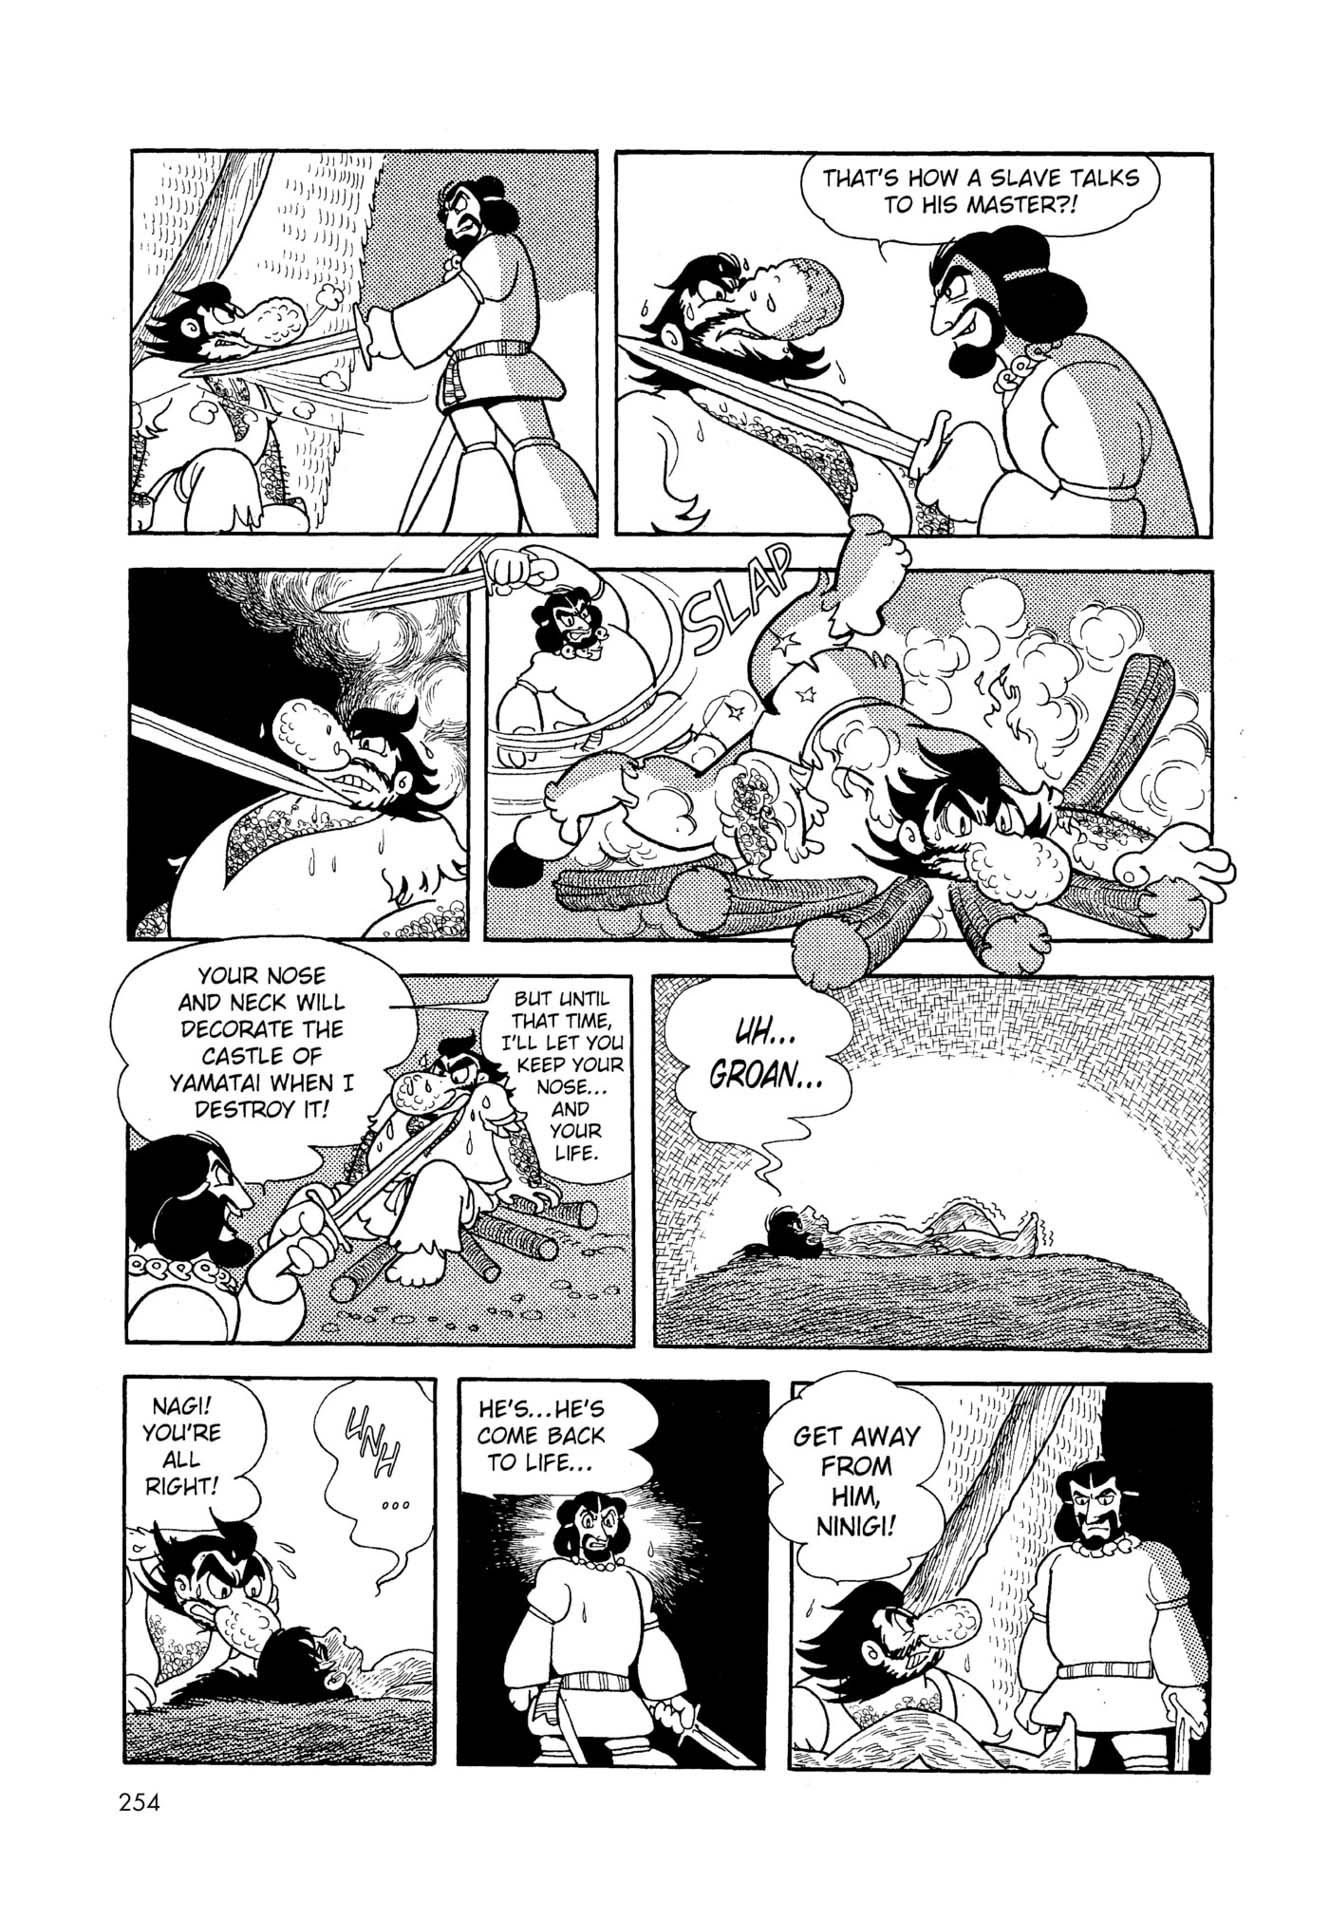 THAT'S HOW A SLAVE TALKS
TO HIS MASTER?!
SLAP
YOUR NOSE
AND NECK WILL
DECORATE THE
CASTLE OF
YAMATAI WHEN I
DESTROY IT!
BUT UNTIL
THAT TIME,
I'LL LET YOU
KEEP YOUR
NOSE...
AND
YOUR
LIFE.
UH...
GROAN...
NAGI!
YOU'RE
ALL
RIGHT!
UNH
...
HE'S...HE'S
COME BACK
TO LIFE...
GET AWAY
FROM
HIM,
NINIGI!
254